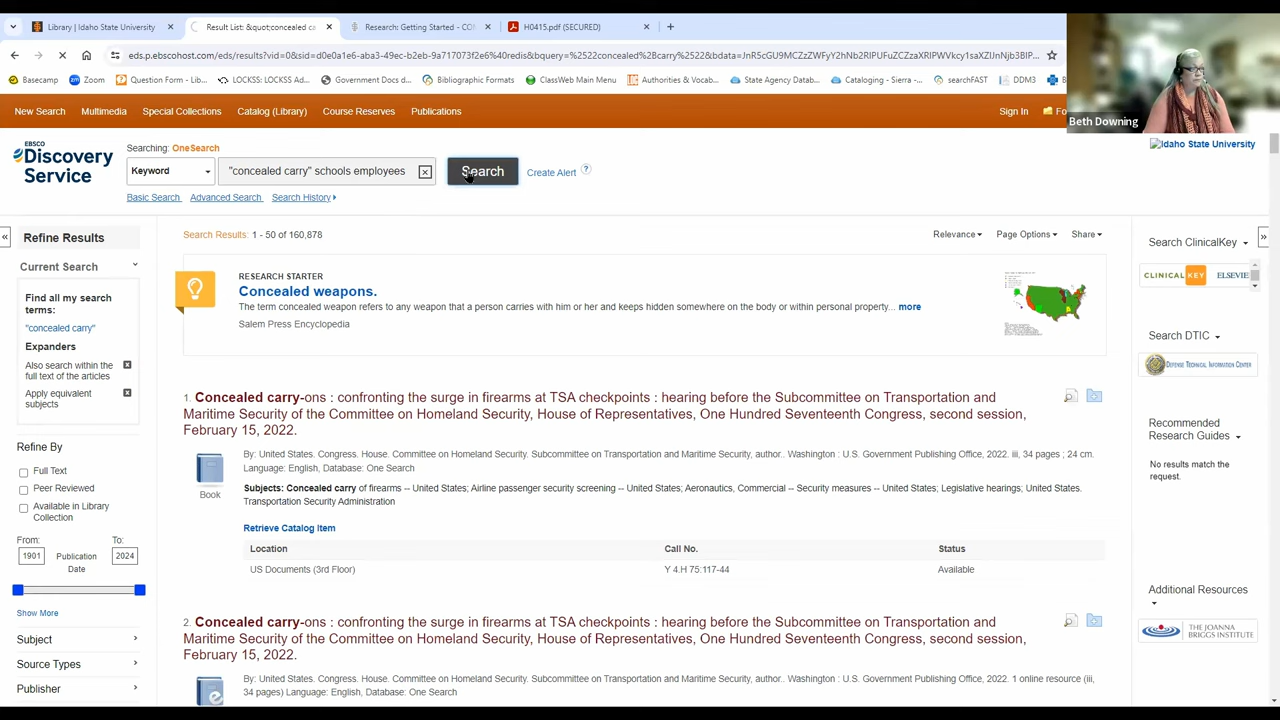 Library | Idaho State University
Result List: &quot;concealed ca
Research: Getting Started - CO
H0415.pdf (SECURED)
eds.p.ebscohost.com/eds/results?vid=0&sid=d0e0a1e6-aba3-49ec-b2eb-9a717073f2e6%40redis&bquery=%2522concealed%2Bcarry%2522&bdata=
Basecamp
Zoom
Question Form - Lib...
LOCKSS: LOCKSS Ad...
Government Docs d...
Bibliographic Formats
ClassWeb Main Menu
Authorities & Vocab...
State Agency Datab...
Cataloging - Sierra -...
searchFAST
DDM3
Beth Downing
New Search
Multimedia
Special Collections
Catalog (Library)
Course Reserves
Publications
Sign In
Fo
EBSCO
Discovery
Service
Searching: OneSearch
Keyword
"concealed carry" schools employees
Search
Create Alert
?
Basic Search
Advanced Search
Search History
Idaho State University
«
Refine Results
Current Search
Find all my search
terms:
"concealed carry"
Expanders
Also search within the
full text of the articles
Apply equivalent
subjects
Refine By
Full Text
Peer Reviewed
Available in Library
Collection
From:
To:
1901
Publication
Date
2024
Show More
Subject
Source Types
Publisher
Search Results: 1 - 50 of 160,878
Relevance
Page Options
Share
RESEARCH STARTER
Concealed weapons.
The term concealed weapon refers to any weapon that a person carries with him or her and keeps hidden somewhere on the body or within personal property... more
Salem Press Encyclopedia
1. Concealed carry-ons : confronting the surge in firearms at TSA checkpoints : hearing before the Subcommittee on Transportation and
Maritime Security of the Committee on Homeland Security, House of Representatives, One Hundred Seventeenth Congress, second session,
February 15, 2022.
By: United States. Congress. House. Committee on Homeland Security. Subcommittee on Transportation and Maritime Security, author.. Washington : U.S. Government Publishing Office, 2022. iii, 34 pages ; 24 cm.
Language: English, Database: One Search
Book
Subjects: Concealed carry of firearms -- United States; Airline passenger security screening -- United States; Aeronautics, Commercial -- Security measures -- United States; Legislative hearings; United States.
Transportation Security Administration
Retrieve Catalog Item
Location
Call No.
Status
US Documents (3rd Floor)
Y 4.H 75:117-44
Available
2. Concealed carry-ons : confronting the surge in firearms at TSA checkpoints : hearing before the Subcommittee on Transportation and
Maritime Security of the Committee on Homeland Security, House of Representatives, One Hundred Seventeenth Congress, second session,
February 15, 2022.
By: United States. Congress. House. Committee on Homeland Security. Subcommittee on Transportation and Maritime Security, author. Washington : U.S. Government Publishing Office, 2022. 1 online resource (iii,
34 pages) Language: English, Database: One Search
»
Search ClinicalKey
CLINICALKEY
ELSEVIE
Search DTIC
DEFENSE TECHNICAL INFORMATION CENTER
Recommended
Research Guides
No results match the
request.
Additional Resources
THE JOANNA
BRIGGS INSTITUTE